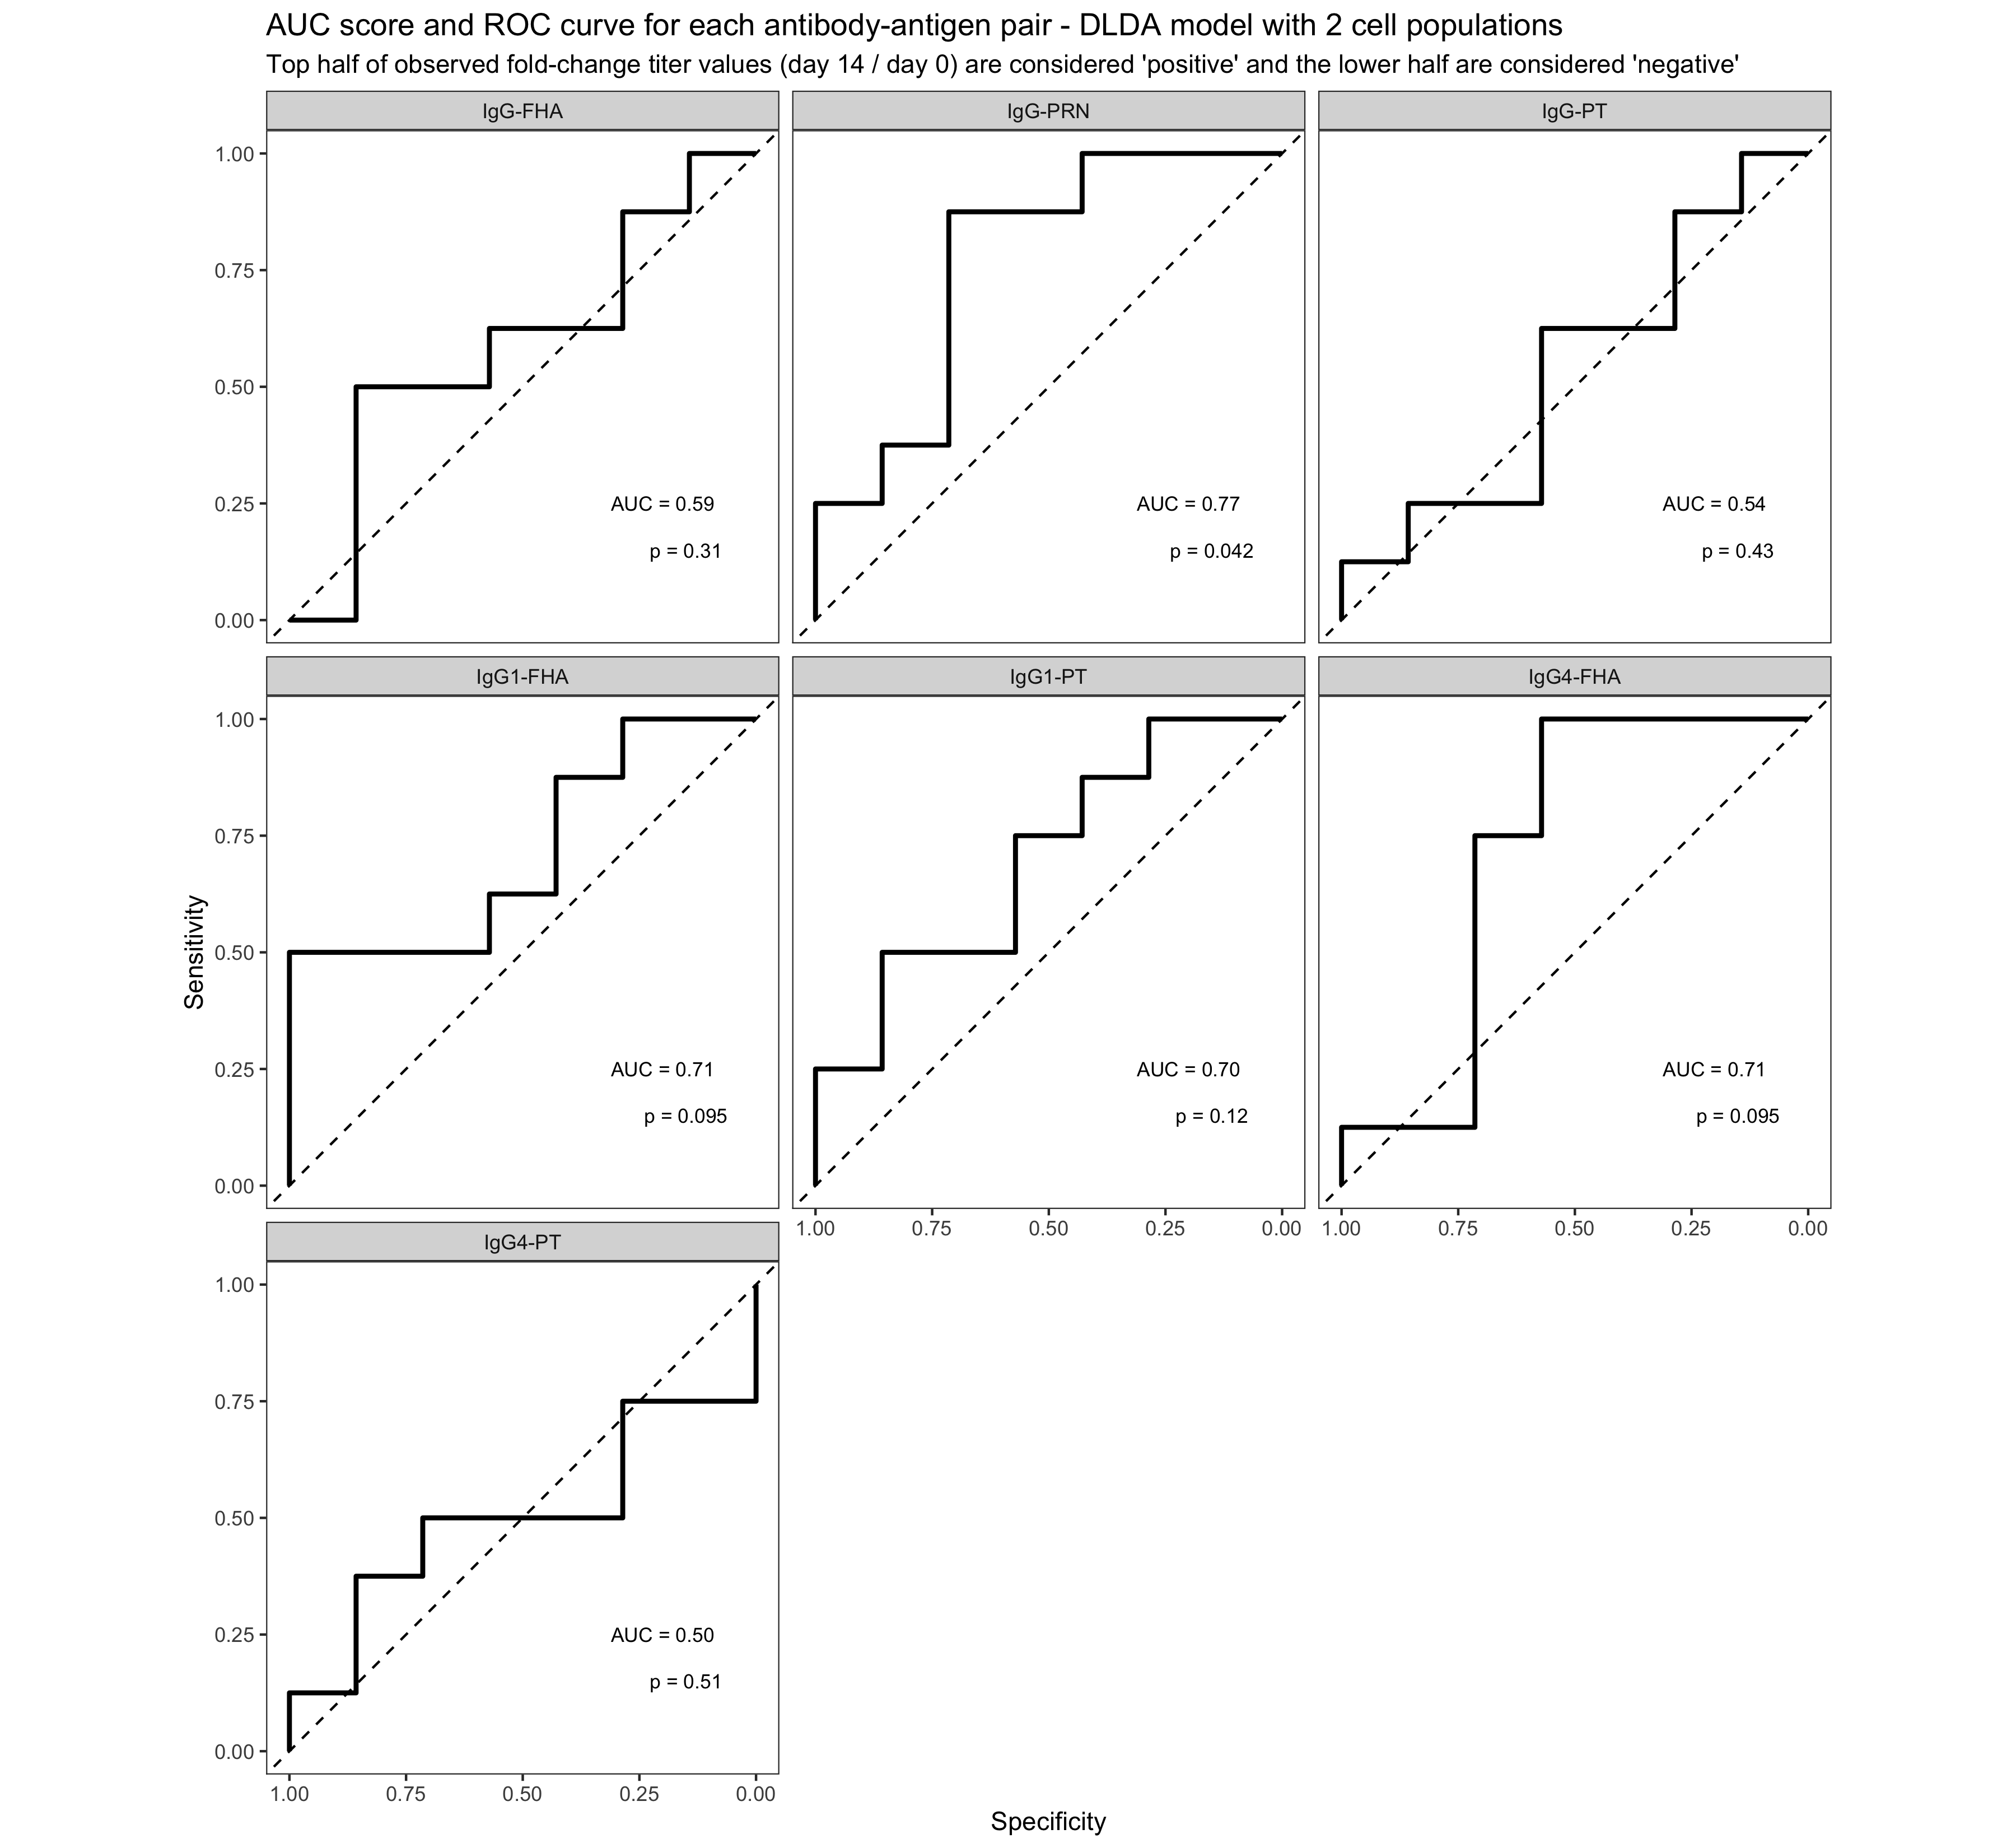 AUC score and ROC curve for each antibody-antigen pair - DLDA model with 2 cell populations
Top half of observed fold-change titer values (day 14 / day 0) are considered 'positive' and the lower half are considered 'negative'
IgG-FHA
IgG-PRN
IgG-PT
1.00
0.75
0.50
0.25
0.00
AUC = 0.59
p = 0.31
AUC = 0.77
p = 0.042
AUC = 0.54
p = 0.43
IgG1-FHA
IgG1-PT
IgG4-FHA
1.00
0.75
0.50
0.25
0.00
AUC = 0.71
p = 0.095
AUC = 0.70
p = 0.12
AUC = 0.71
p = 0.095
1.00 0.75 0.50 0.25 0.00
1.00 0.75 0.50 0.25 0.00
Sensitivity
IgG4-PT
1.00
0.75
0.50
0.25
0.00
AUC = 0.50
p = 0.51
1.00 0.75 0.50 0.25 0.00
Specificity